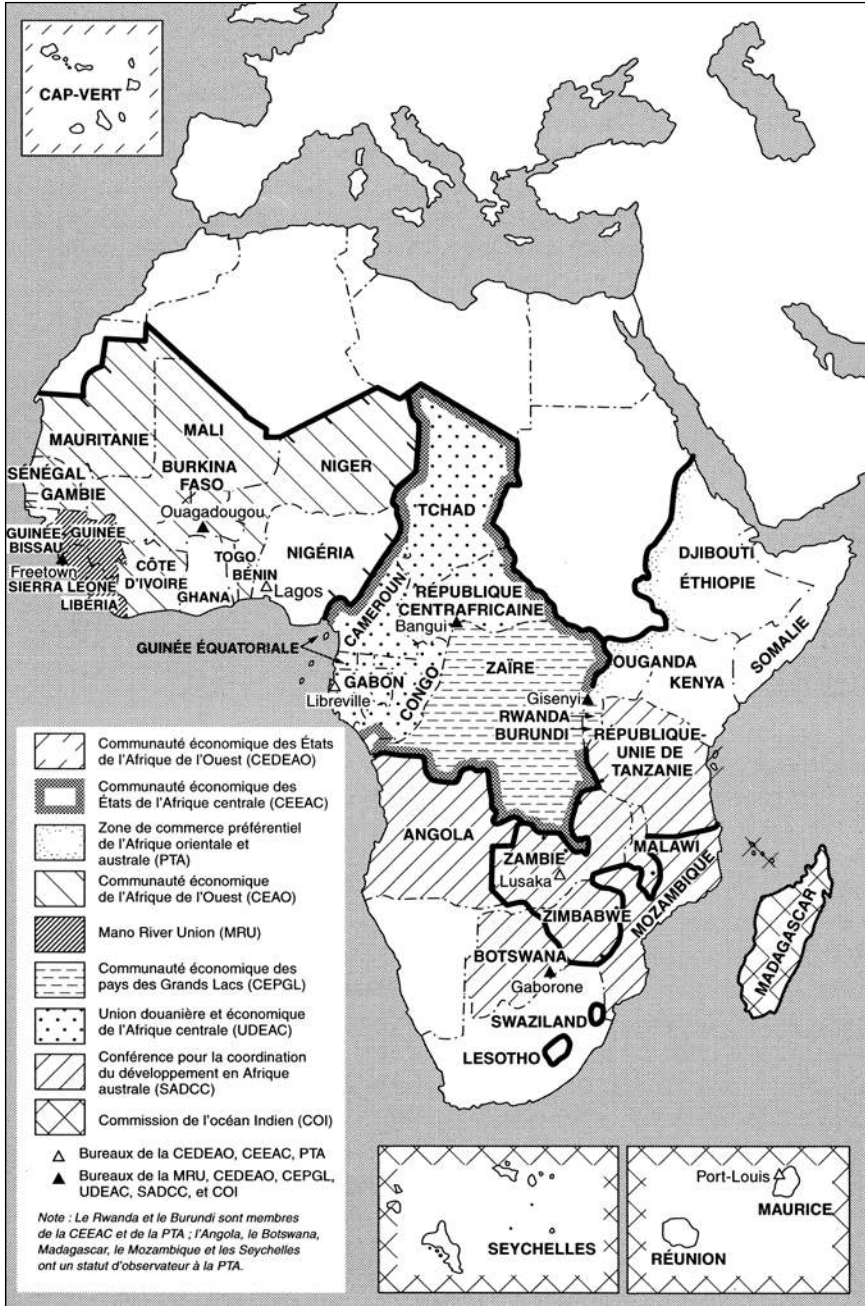 CAP-VERT
MAURITANIE
MALI
NIGER
SÉNÉGAL
GAMBIE
BURKINA
FASO
Ouagadougou
TCHAD
GUINÉE-
BISSAU
GUINÉE
Freetown
SIERRA LEONE
LIBÉRIA
CÔTE
D'IVOIRE
GHANA
TOGO
BÉNIN
NIGÉRIA
Lagos
DJIBOUTI
ÉTHIOPIE
SOMALIE
CAMEROUN
RÉPUBLIQUE
CENTRAFRICAINE
Bangui
GUINÉE ÉQUATORIALE
GABON
Libreville
CONGO
ZAÏRE
OUGANDA
KENYA
Gisenyi
RWANDA
BURUNDI
RÉPUBLIQUE-
UNIE DE
TANZANIE
ANGOLA
ZAMBIE
Lusaka
MALAWI
MOZAMBIQUE
ZIMBABWE
BOTSWANA
Gaborone
MADAGASCAR
SWAZILAND
LESOTHO
Communauté économique des États
de l'Afrique de l'Ouest (CEDEAO)
Communauté économique des
États de l'Afrique centrale (CEEAC)
Zone de commerce préférentiel
de l'Afrique orientale et
australe (PTA)
Communauté économique
de l'Afrique de l'Ouest (CEAO)
Mano River Union (MRU)
Communauté économique des
pays des Grands Lacs (CEPGL)
Union douanière et économique
de l'Afrique centrale (UDEAC)
Conférence pour la coordination
du développement en Afrique
australe (SADCC)
Commission de l'océan Indien (COI)
Bureaux de la CEDEAO, CEEAC, PTA
Bureaux de la MRU, CEDEAO, CEPGL,
UDEAC, SADCC, et COI
Note : Le Rwanda et le Burundi sont membres
de la CEEAC et de la PTA ; l'Angola, le Botswana,
Madagascar, le Mozambique et les Seychelles
ont un statut d'observateur à la PTA.
SEYCHELLES
Port-Louis
MAURICE
RÉUNION